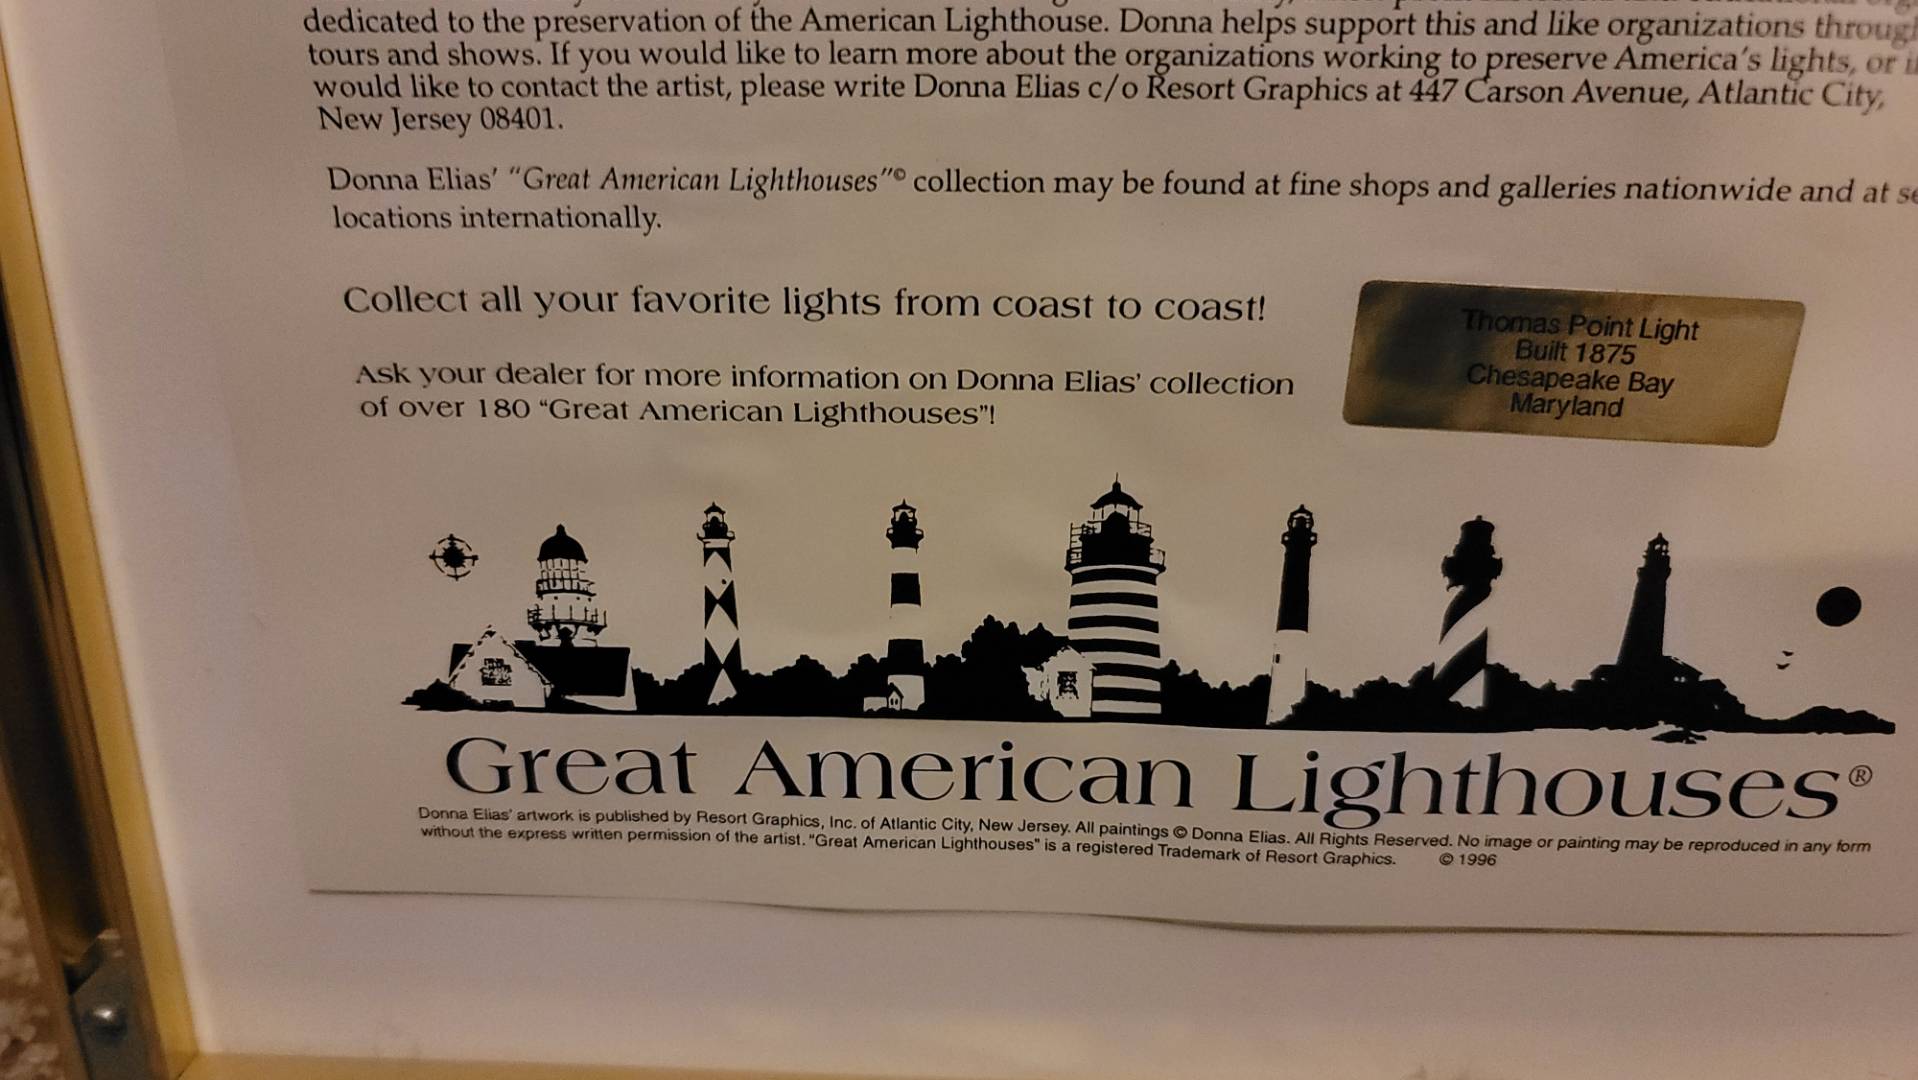 dedicated to the preservation of the American Lighthouse. Donna helps support this and like organizations through
tours and shows. If you would like to learn more about the organizations working to preserve America's lights, or
would like to contact the artist, please write Donna Elias c/o Resort Graphics at 447 Carson Avenue, Atlantic City,
New Jersey 08401.
Donna Elias' "Great American Lighthouses"© collection may be found at fine shops and galleries nationwide and at
locations internationally.
Collect all your favorite lights from coast to coast!
Ask your dealer for more information on Donna Elias' collection
of over 180 "Great American Lighthouses"!
Thomas Point Light
Built 1875
Chesapeake Bay
Maryland
Great American Lighthouses®
Donna Elias' artwork is published by Resort Graphics, Inc. of Atlantic City, New Jersey. All paintings © Donna Elias. All Rights Reserved. No image or painting may be reproduced in any form
without the express written permission of the artist. "Great American Lighthouses" is a registered Trademark of Resort Graphics. © 1996